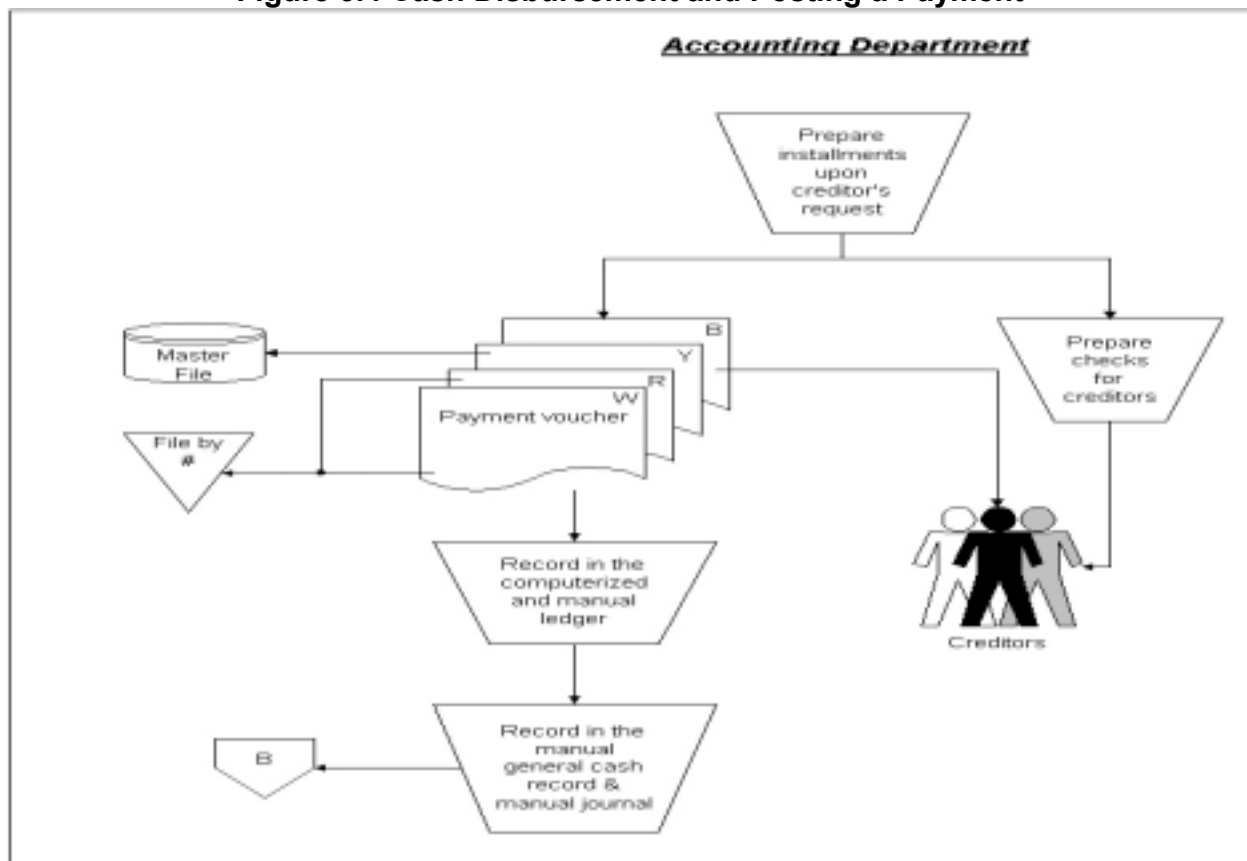 Accounting Department
Prepare
installments
upon
creditor's
request
B
Y
R
W
Payment voucher
Master
File
File by
#
Prepare
checks
for
creditors
Record in the
computerized
and manual
ledger
Creditors
Record in the
manual
general cash
record &
manual journal
B